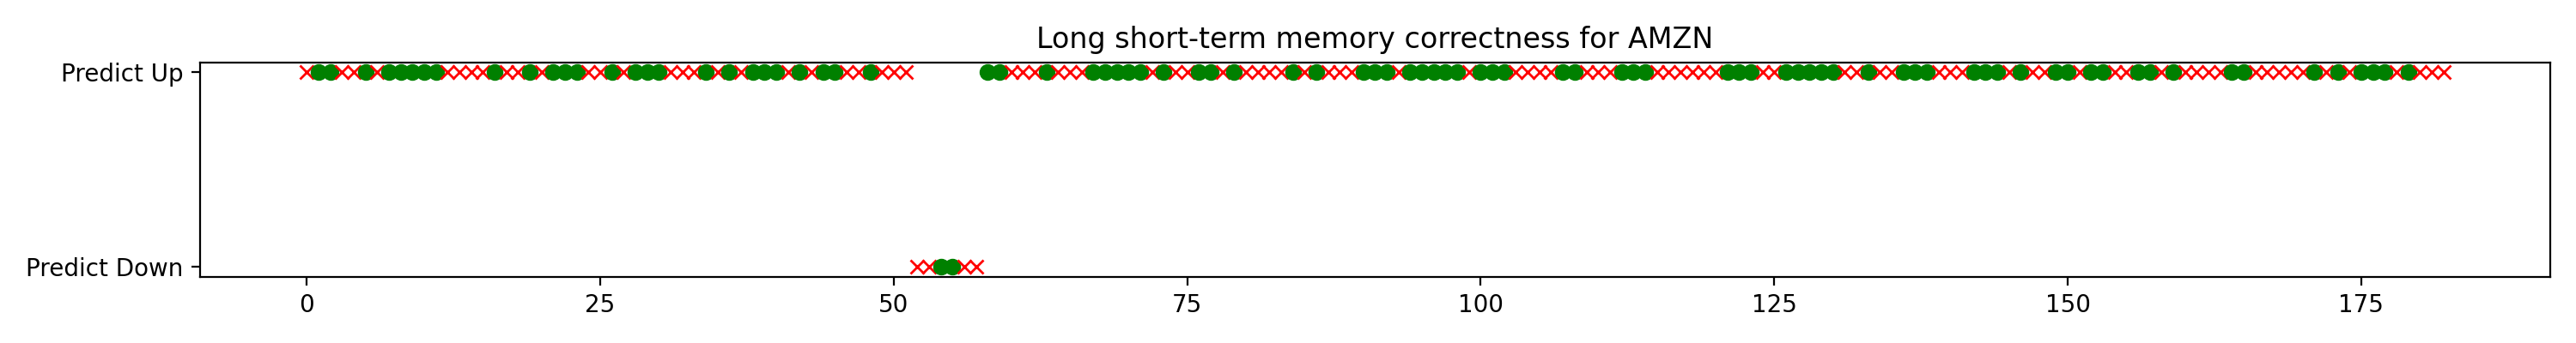 Long short-term memory correctness for AMZN
Predict Up
Predict Down
0 25 50 75 100 125 150 175